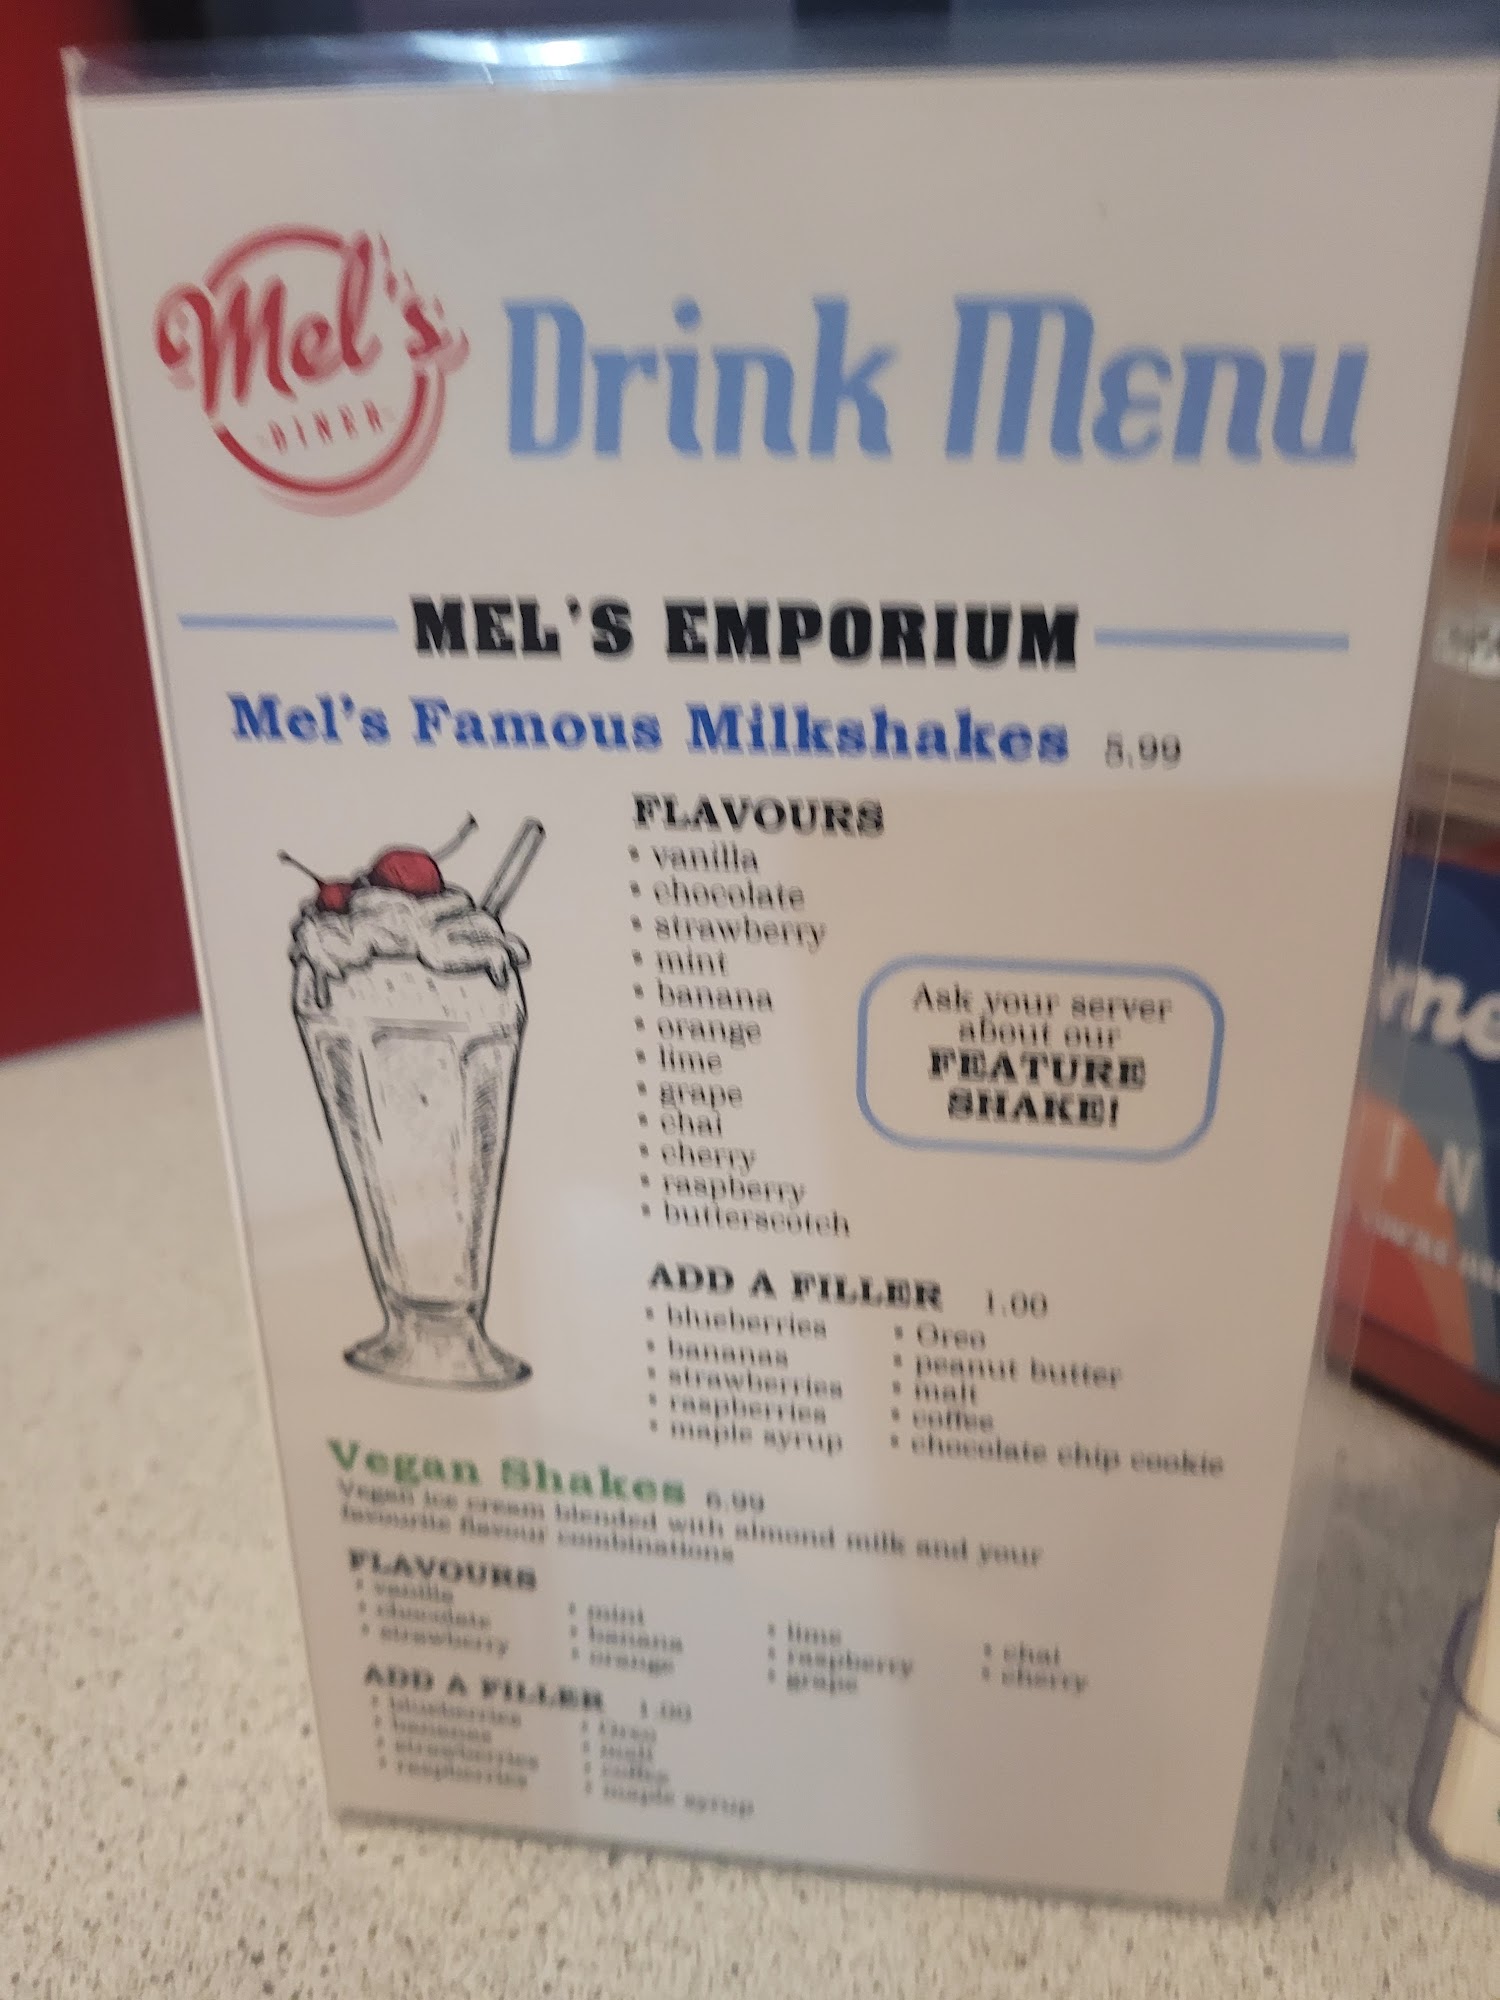 Mel's
DINER
Drink Menu
MEL'S EMPORIUM
Mel's Famous Milkshakes 5.99
FLAVOURS
• vanilla
• chocolate
• strawberry
• mint
• banana
• orange
• lime
• grape
• chai
• cherry
• raspberry
• butterscotch
Ask your server
about our
FEATURE
SHAKE!
ADD A FILLER 1.00
• blueberries
• bananas
• strawberries
• raspberries
• maple syrup
• Oreo
• peanut butter
• malt
• coffee
• chocolate chip cookie
Vegan Shakes 6.99
Vegan ice cream blended with almond milk and your
favourite flavour combinations
FLAVOURS
• vanilla
• chocolate
• strawberry
• mint
• banana
• orange
• lime
• raspberry
• grape
• chai
• cherry
ADD A FILLER 1.00
• blueberries
• bananas
• strawberries
• raspberries
• Oreo
• malt
• coffee
• maple syrup